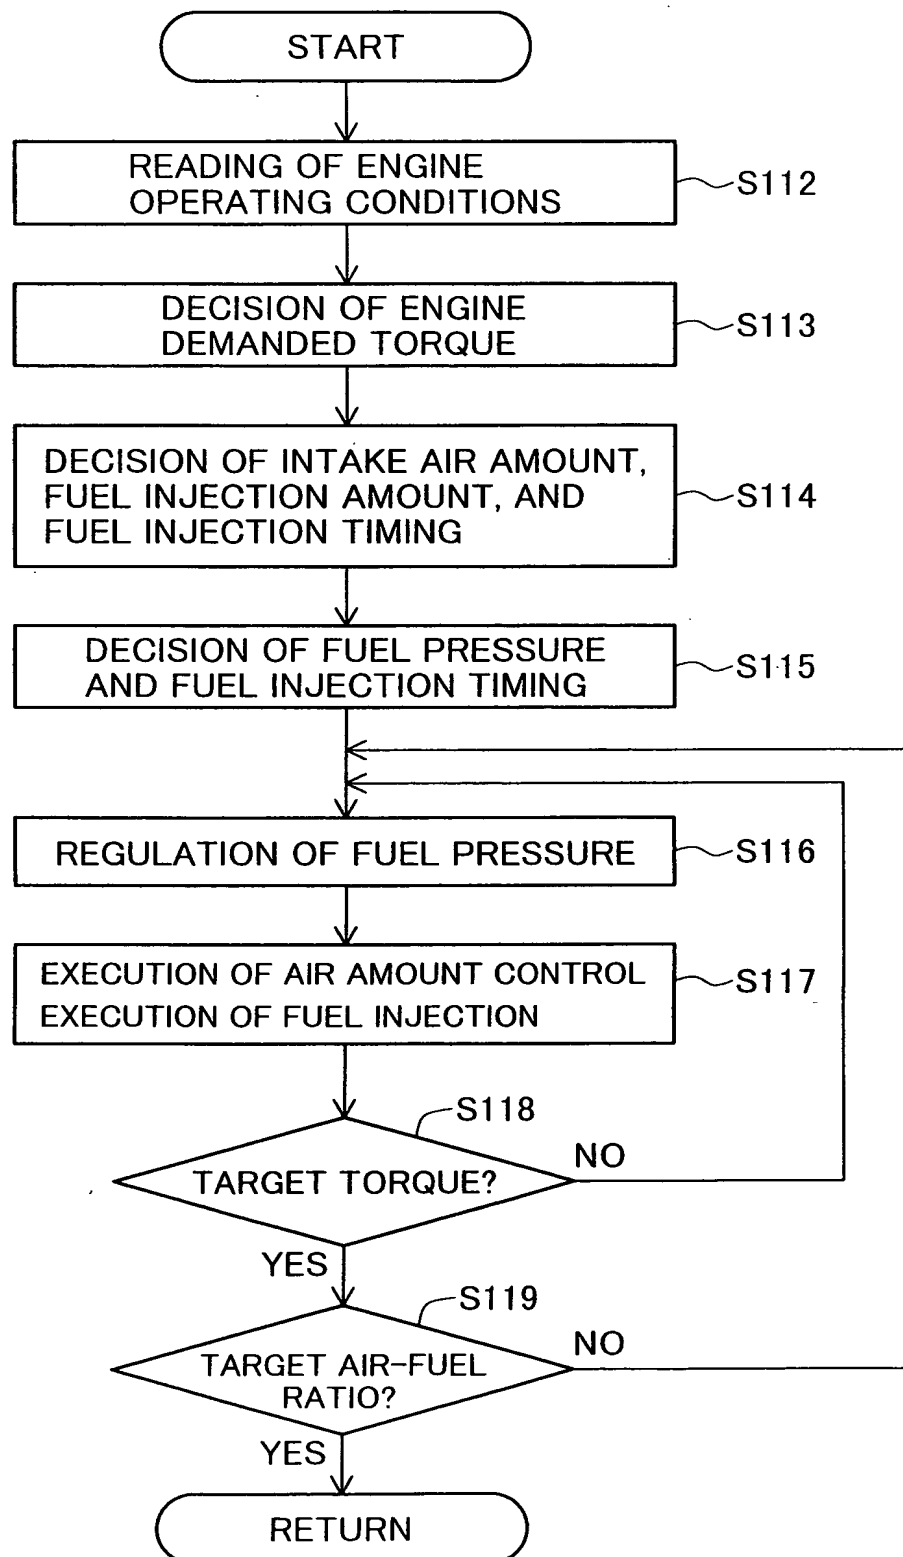 START
READING OF ENGINE
OPERATING CONDITIONS
S112
DECISION OF ENGINE
DEMANDED TORQUE
S113
DECISION OF INTAKE AIR AMOUNT,
FUEL INJECTION AMOUNT, AND
FUEL INJECTION TIMING
S114
DECISION OF FUEL PRESSURE
AND FUEL INJECTION TIMING
S115
REGULATION OF FUEL PRESSURE
S116
EXECUTION OF AIR AMOUNT CONTROL
EXECUTION OF FUEL INJECTION
S117
S118
TARGET TORQUE?
NO
YES
S119
TARGET AIR-FUEL
RATIO?
NO
YES
RETURN